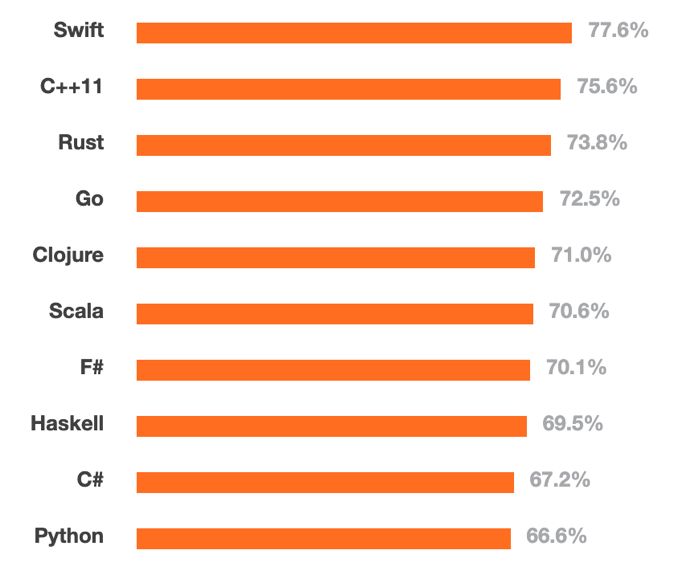 Swift 77.6%
C++11 75.6%
Rust 73.8%
Go 72.5%
Clojure 71.0%
Scala 70.6%
F# 70.1%
Haskell 69.5%
C# 67.2%
Python 66.6%